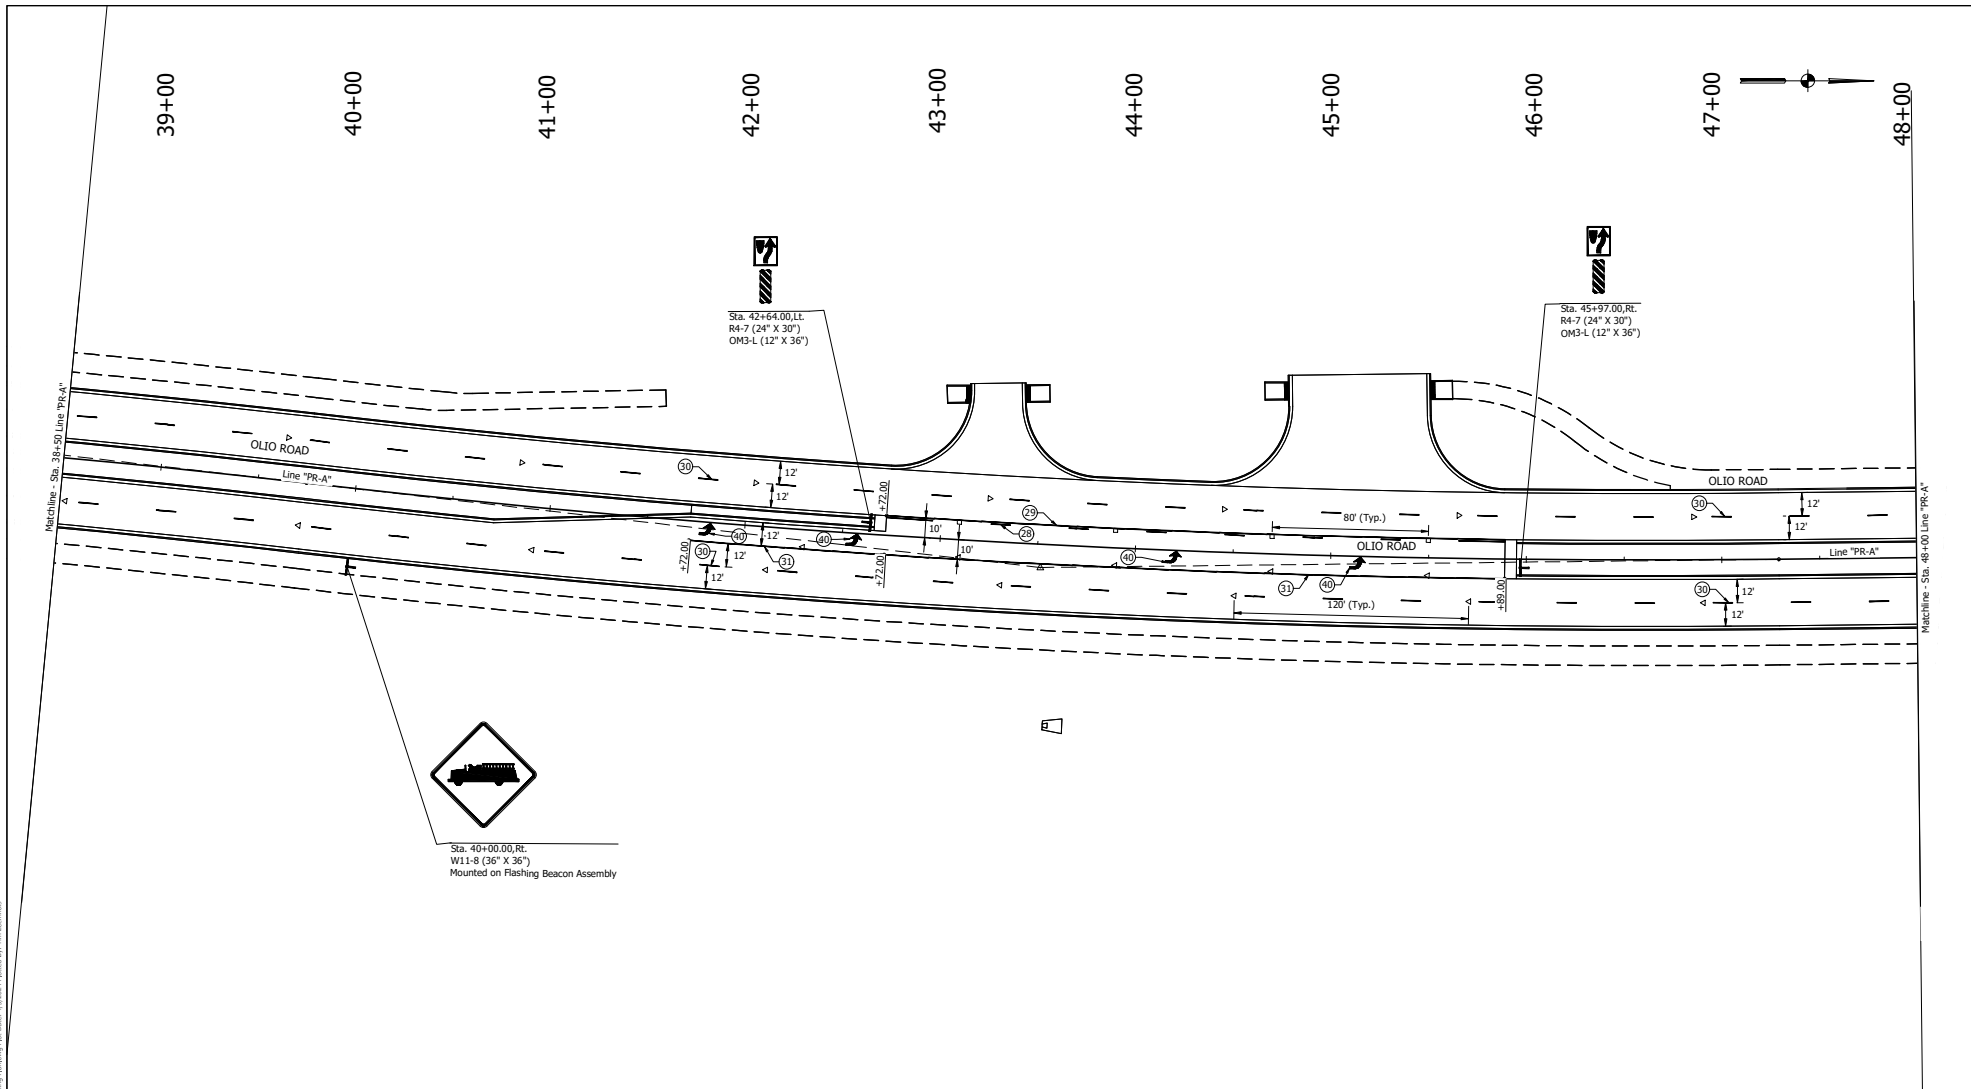 39+00
40+00
41+00
42+00
43+00
44+00
45+00
46+00
47+00
48+00
Sta. 42+64.00,Lt.
R4-7 (24" X 30")
OM3-L (12" X 36")
Sta. 45+97.00,Rt.
R4-7 (24" X 30")
OM3-L (12" X 36")
Matchline - Sta. 38+50 Line "PR-A"
OLIO ROAD
Line "PR-A"
30
12'
12'
+72.00
29
10'
28
10'
80' (Typ.)
OLIO ROAD
OLIO ROAD
30
12'
12'
Line "PR-A"
Matchline - Sta. 48+00 Line "PR-A"
40
12'
40
+72.00
30
12'
31
12'
+72.00
40
31
40
+89.00
120' (Typ.)
30
12'
12'
Sta. 40+00.00,Rt.
W11-8 (36" X 36")
Mounted on Flashing Beacon Assembly